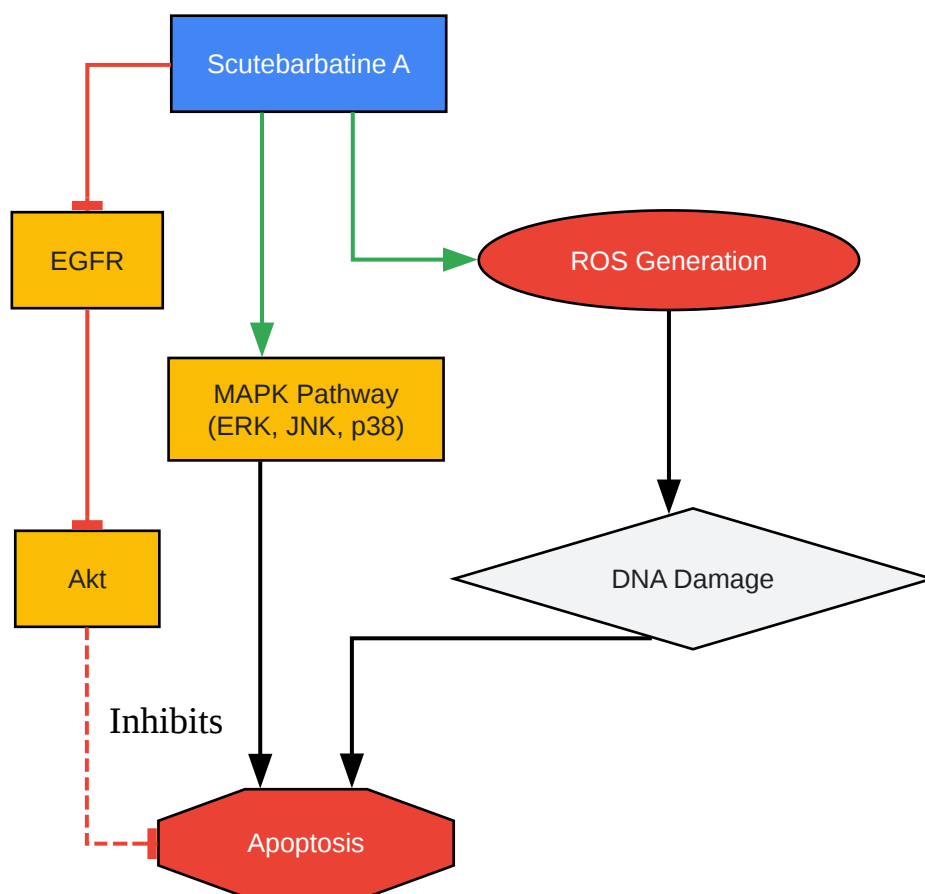 Scutebarbatine A
EGFR
ROS Generation
MAPK Pathway
(ERK, JNK, p38)
Akt
DNA Damage
Inhibits
Apoptosis